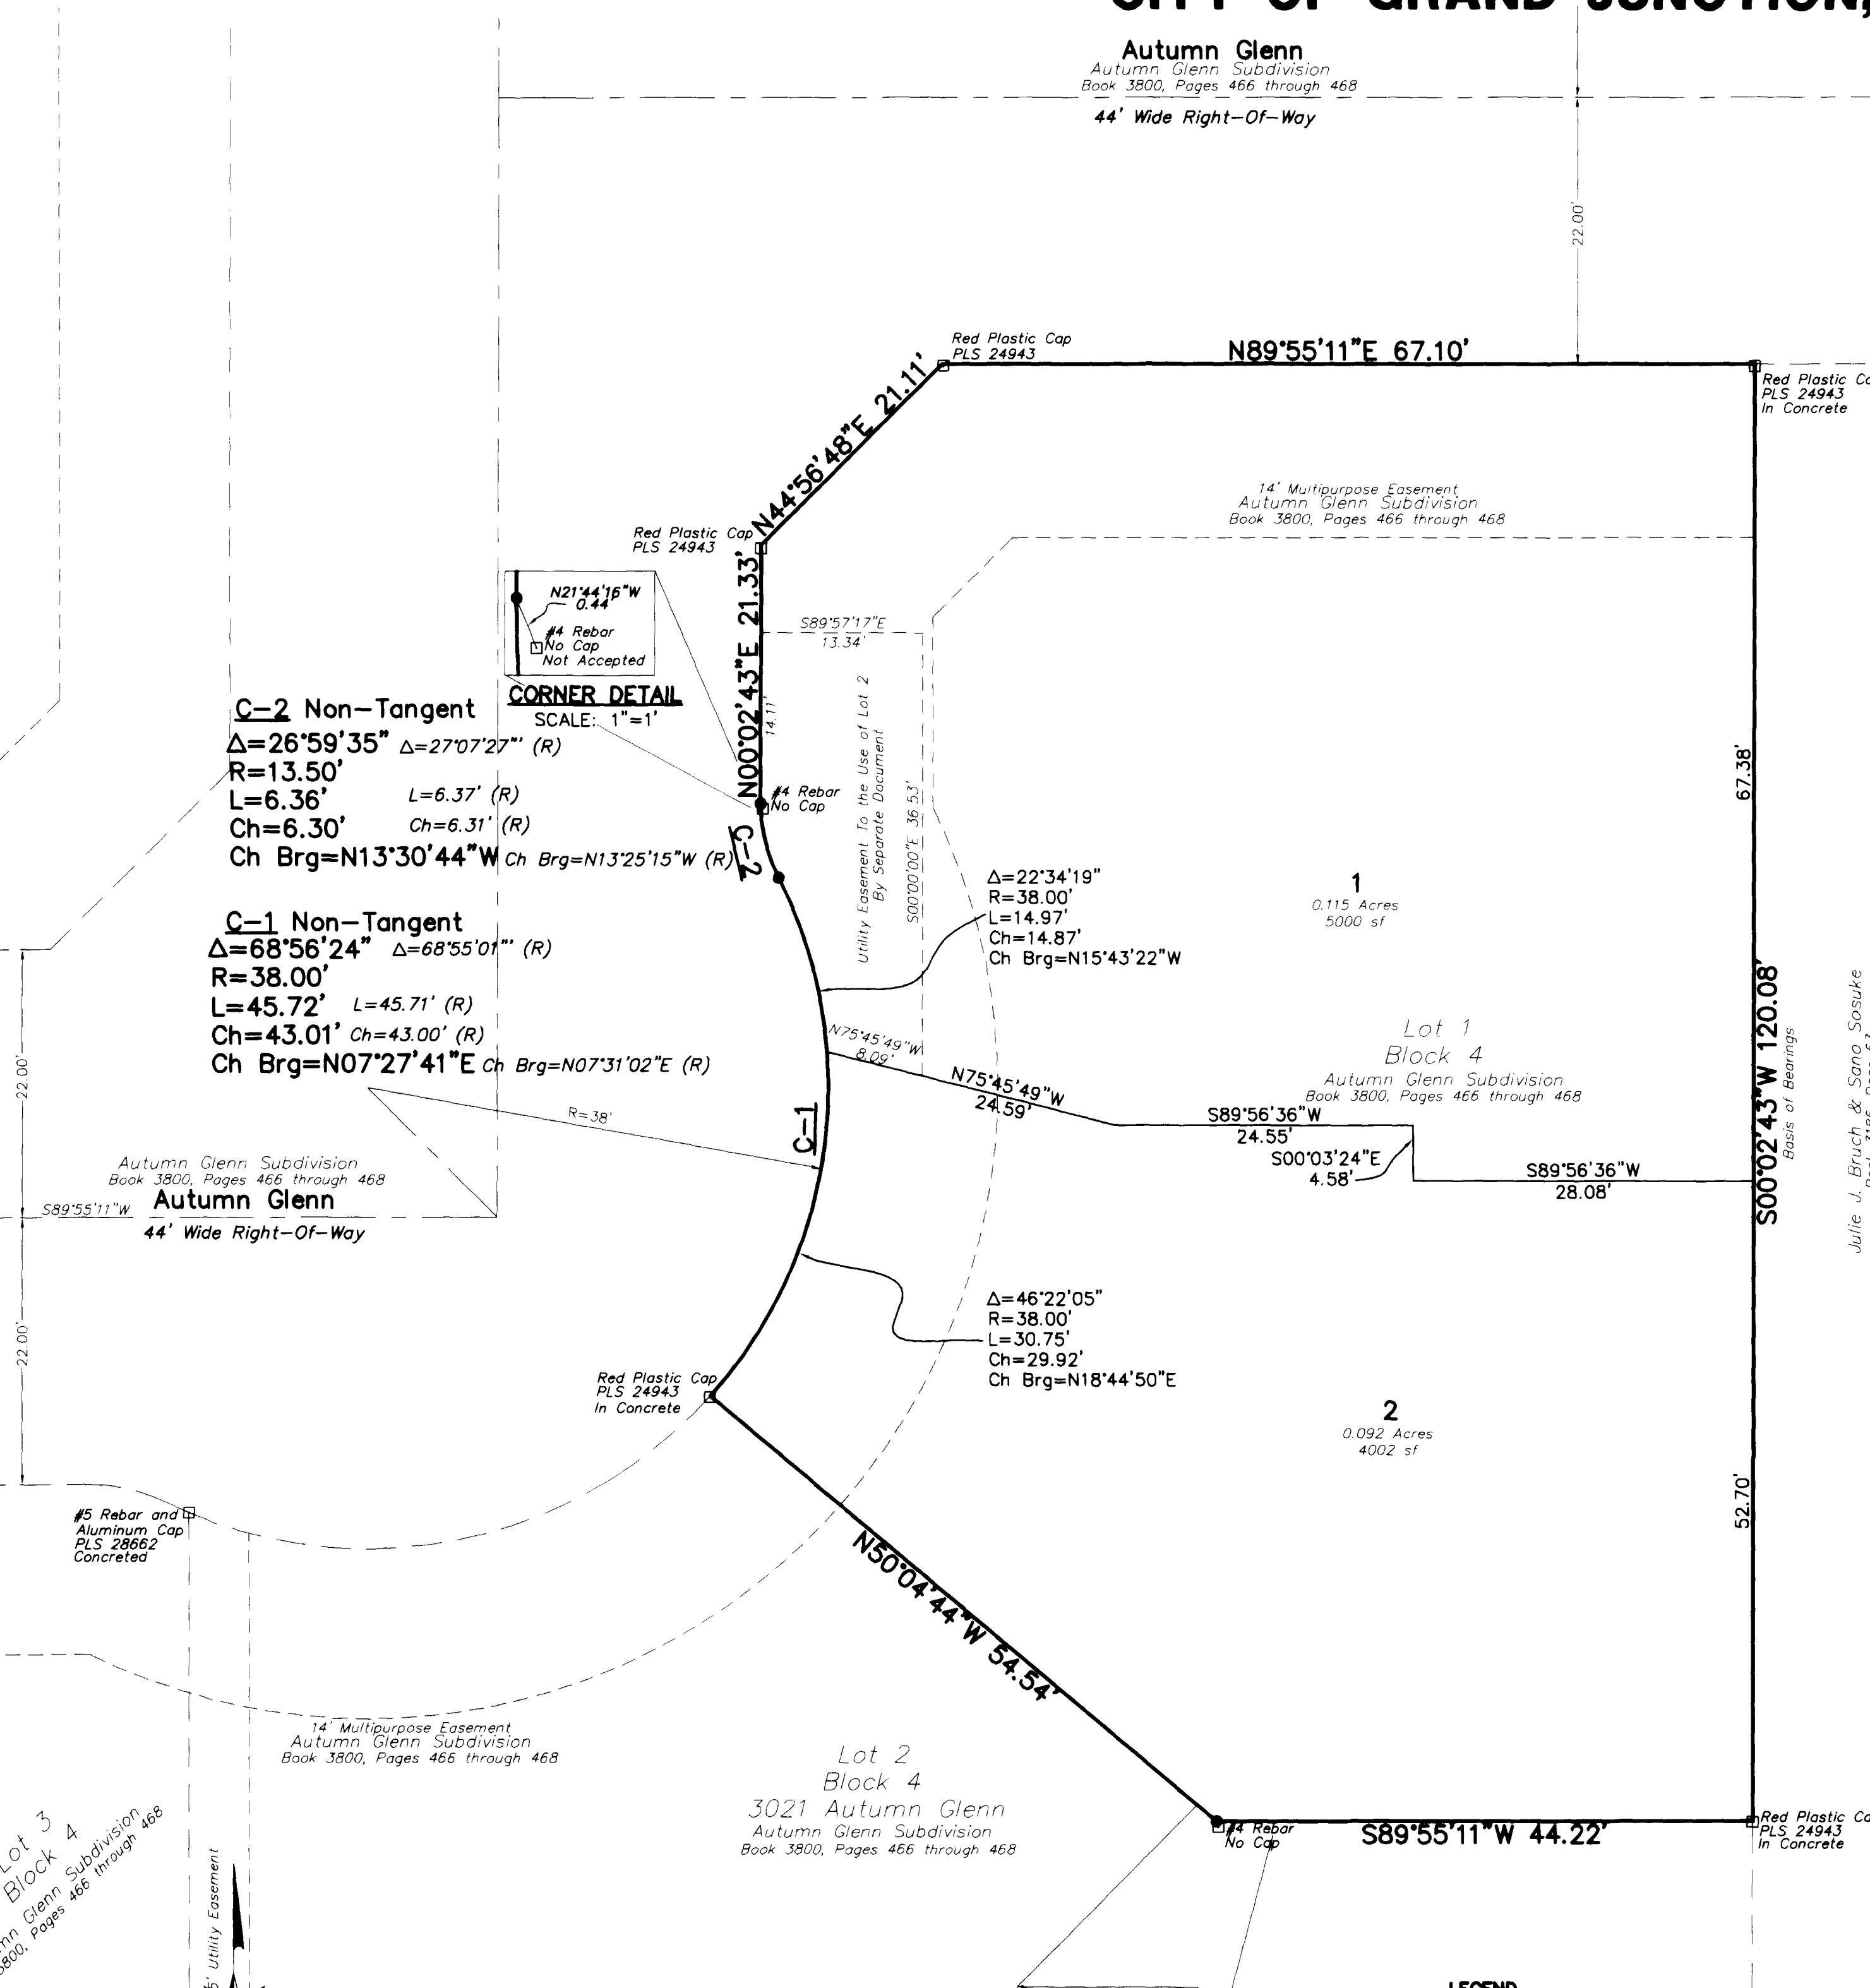 CITY OF GRAND JUNCTION,
Autumn Glenn
Autumn Glenn Subdivision
Book 3800, Pages 466 through 468
44' Wide Right-Of-Way
22.00'
Red Plastic Cap
PLS 24943
N89°55'11"E 67.10'
Red Plastic
PLS 24943
In Concrete
N44°56'48"E 21.11'
14' Multipurpose Easement
Autumn Glenn Subdivision
Book 3800, Pages 466 through 468
Red Plastic Cap
PLS 24943
N21°44'16"W
0.44'
#4 Rebar
No Cap
Not Accepted
CORNER DETAIL
SCALE: 1"=1'
N00°02'43"E 21.33'
14.11'
S89°57'17"E
13.34'
Utility Easement To the Use of Lot 2
By Separate Document
S00°00'00"E 36.53'
67.38'
#4 Rebar
No Cap
C-2
C-2 Non-Tangent
Δ=26°59'35" Δ=27°07'27"' (R)
R=13.50'
L=6.36' L=6.37' (R)
Ch=6.30' Ch=6.31' (R)
Ch Brg=N13°30'44"W Ch Brg=N13°25'15"W (R)
C-1 Non-Tangent
Δ=68°56'24" Δ=68°55'01"' (R)
R=38.00'
L=45.72' L=45.71' (R)
Ch=43.01' Ch=43.00' (R)
Ch Brg=N07°27'41"E Ch Brg=N07°31'02"E (R)
Δ=22°34'19"
R=38.00'
L=14.97'
Ch=14.87'
Ch Brg=N15°43'22"W
1
0.115 Acres
5000 sf
Lot 1
Block 4
Autumn Glenn Subdivision
Book 3800, Pages 466 through 468
S00°02'43"W 120.08'
Basis of Bearings
Julie J. Bruch & Sano Sosuke
N75°45'49"W
8.09'
N75°45'49"W
24.59'
S89°56'36"W
24.55'
S00°03'24"E
4.58'
S89°56'36"W
28.08'
R=38'
C-1
22.00'
Autumn Glenn Subdivision
Book 3800, Pages 466 through 468
Autumn Glenn
S89°55'11"W
44' Wide Right-Of-Way
22.00'
Δ=46°22'05"
R=38.00'
L=30.75'
Ch=29.92'
Ch Brg=N18°44'50"E
Red Plastic Cap
PLS 24943
In Concrete
2
0.092 Acres
4002 sf
52.70'
#5 Rebar and
Aluminum Cap
PLS 28662
Concreted
N50°04'44"W 54.54'
14' Multipurpose Easement
Autumn Glenn Subdivision
Book 3800, Pages 466 through 468
Lot 2
Block 4
3021 Autumn Glenn
Autumn Glenn Subdivision
Book 3800, Pages 466 through 468
#4 Rebar
No Cap
S89°55'11"W 44.22'
Red Plastic
PLS 24943
In Concrete
Lot 3
Block 4
Glenn Subdivision
Pages 466 through 468
Utility Easement
LEGEND